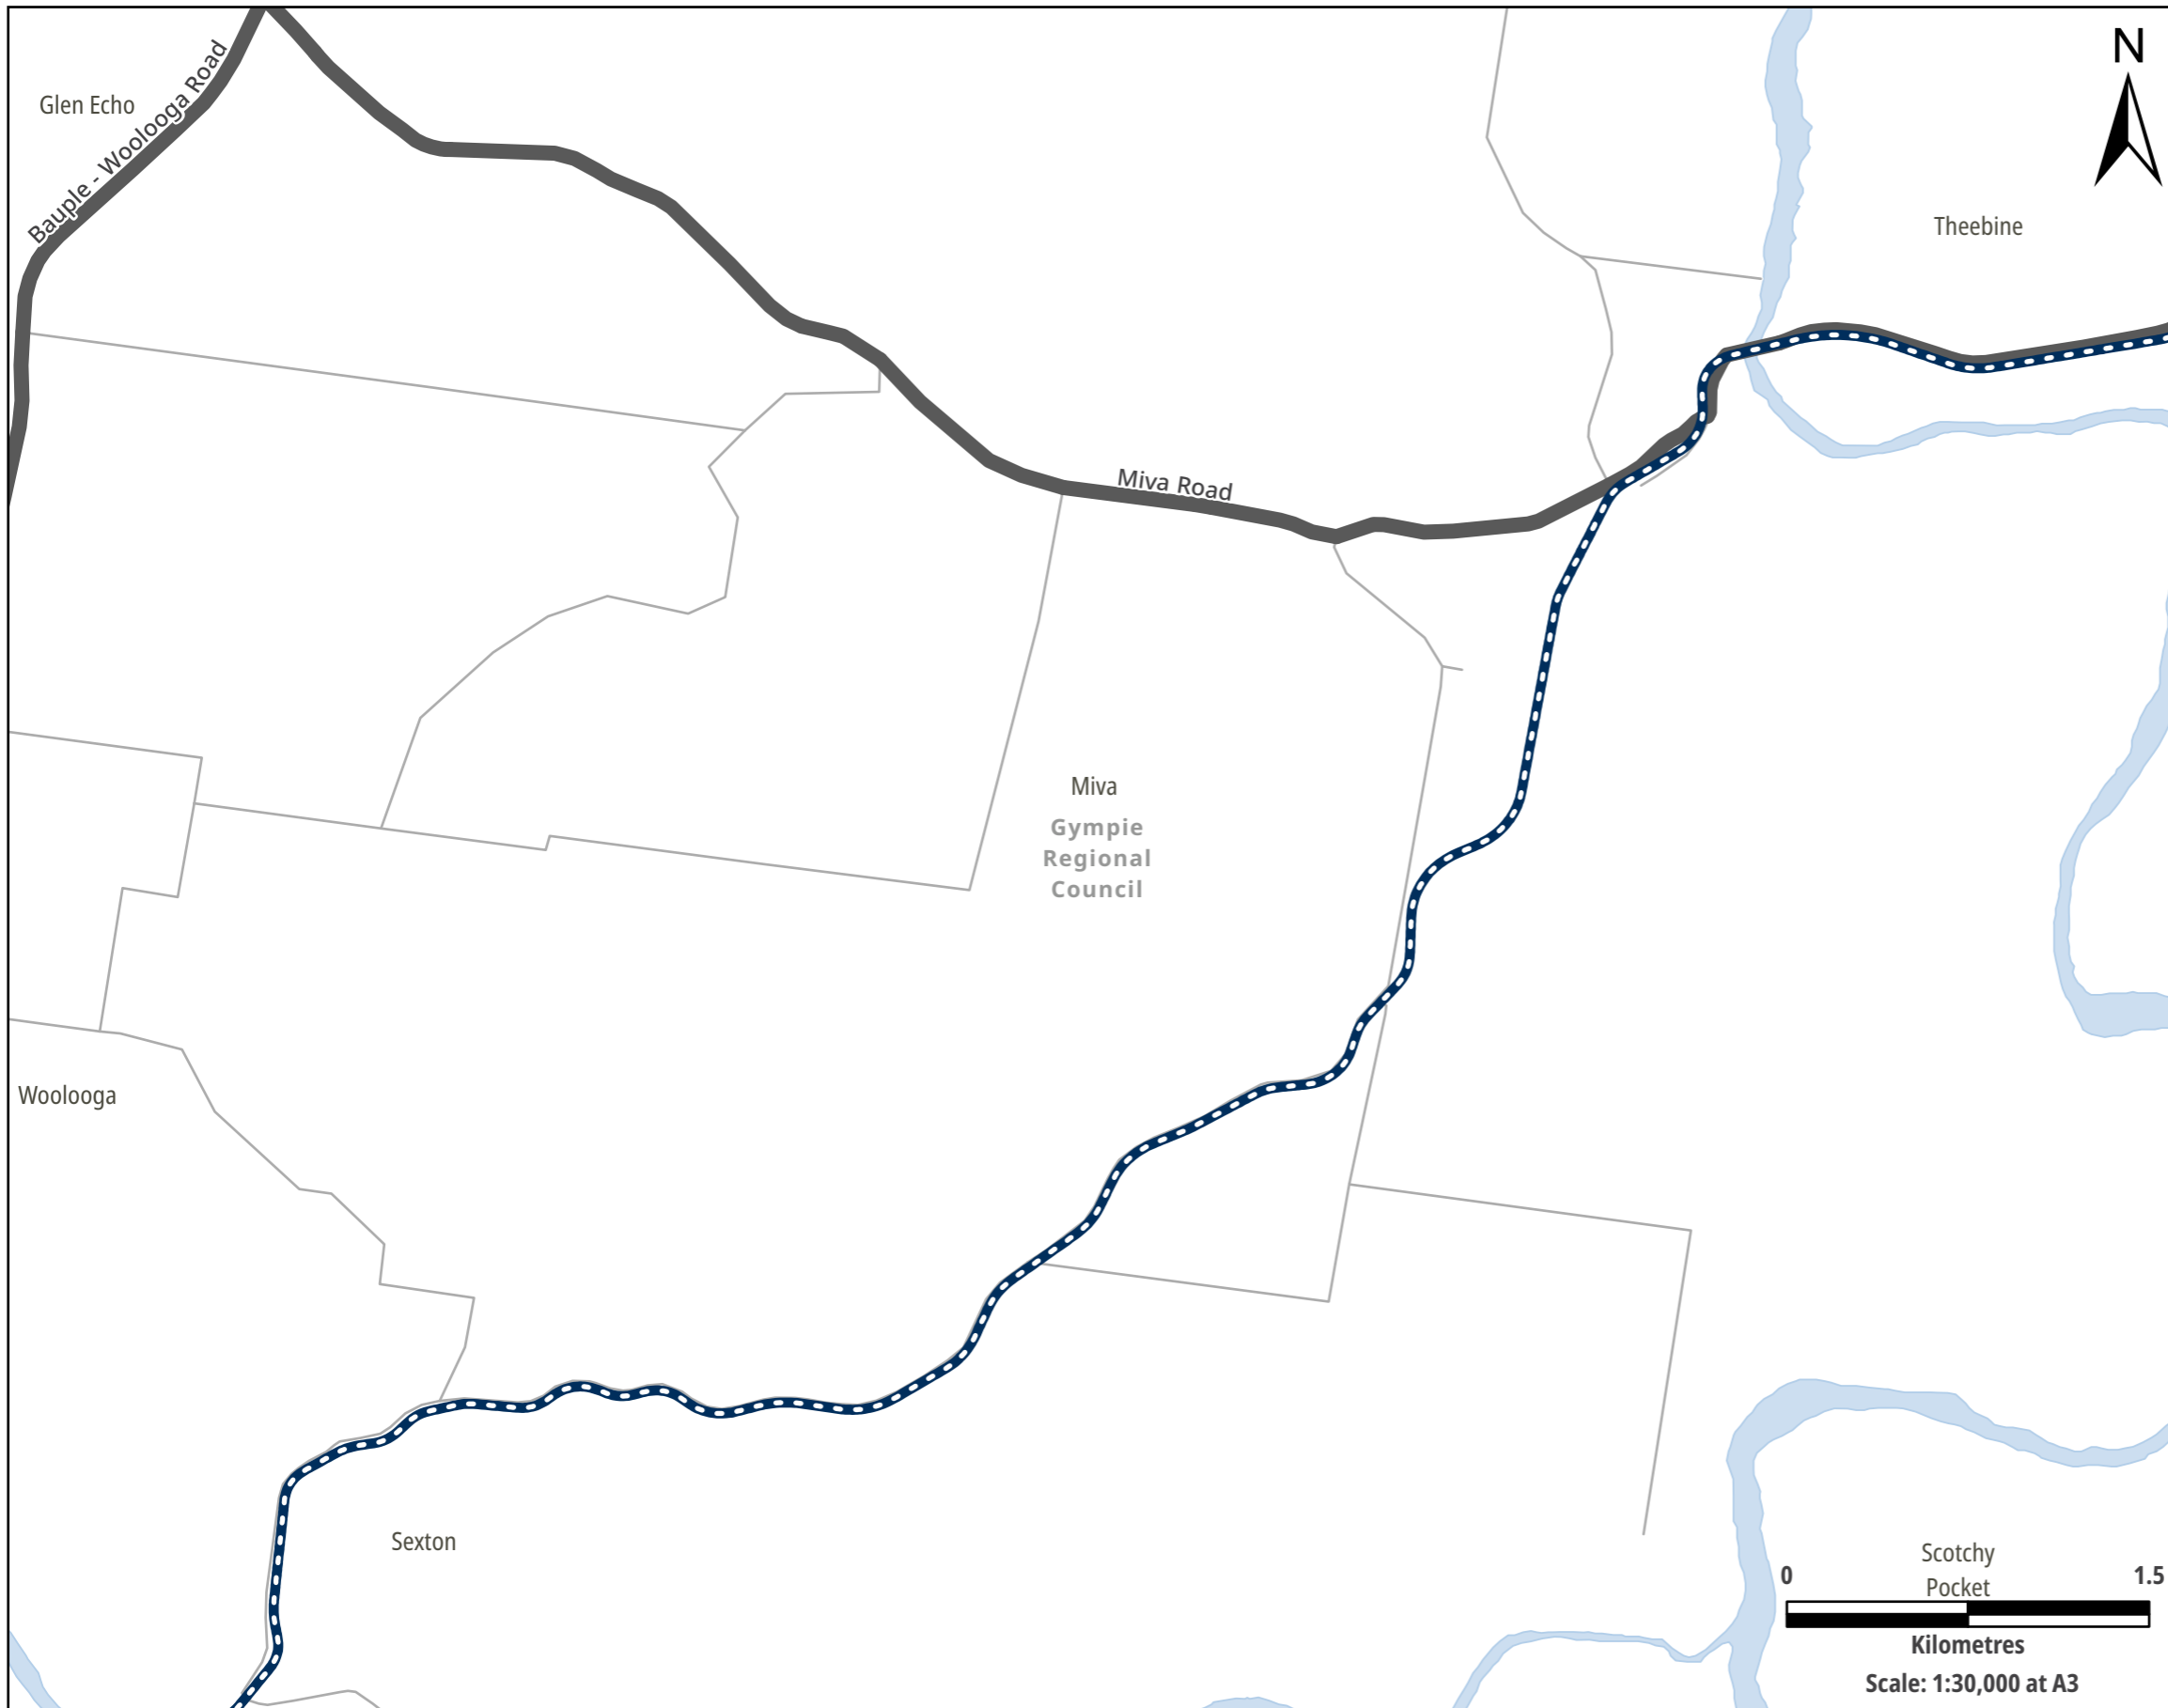 N
Glen Echo
Bauple - Woolooga Road
Theebine
Miva Road
Miva
Gympie
Regional
Council
Woolooga
Sexton
Scotchy
Pocket
0 1.5
Kilometres
Scale: 1:30,000 at A3